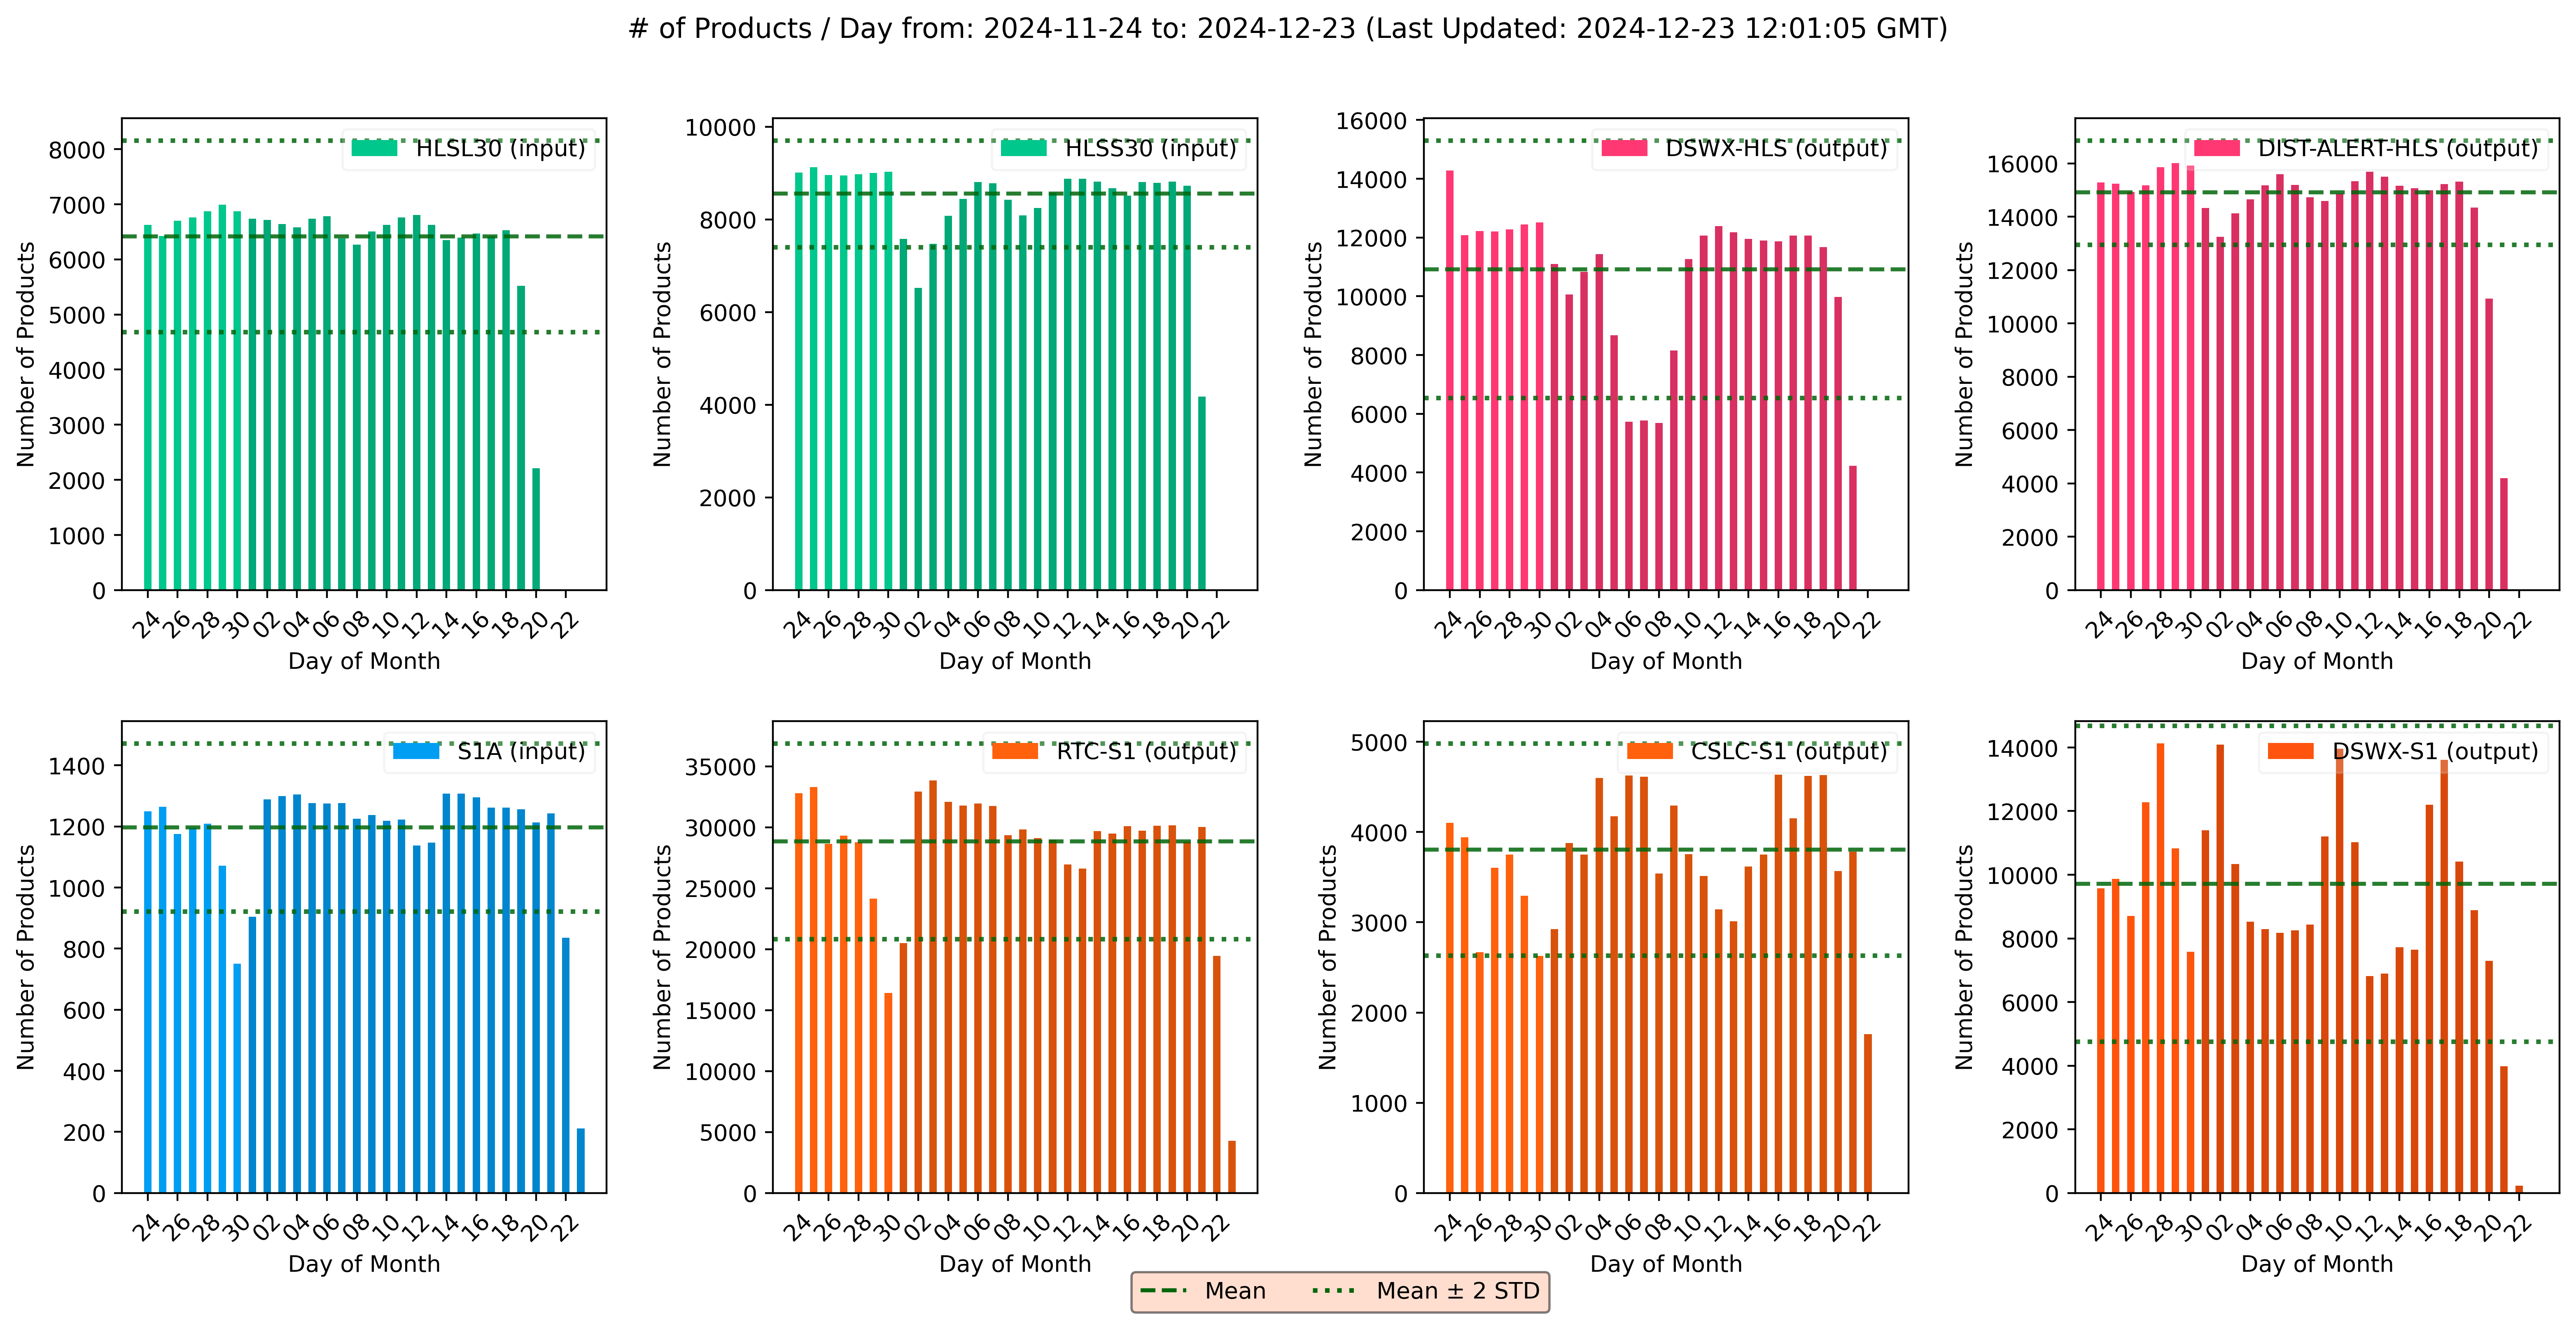 # of Products / Day from: 2024-11-24 to: 2024-12-23 (Last Updated: 2024-12-23 12:01:05 GMT)
HLSL30 (input)
Number of Products
8000
7000
6000
5000
4000
3000
2000
1000
0
24 26 28 30 02 04 06 08 10 12 14 16 18 20 22
Day of Month
HLSS30 (input)
Number of Products
10000
8000
6000
4000
2000
0
24 26 28 30 02 04 06 08 10 12 14 16 18 20 22
Day of Month
DSWX-HLS (output)
Number of Products
16000
14000
12000
10000
8000
6000
4000
2000
0
24 26 28 30 02 04 06 08 10 12 14 16 18 20 22
Day of Month
DIST-ALERT-HLS (output)
Number of Products
16000
14000
12000
10000
8000
6000
4000
2000
0
24 26 28 30 02 04 06 08 10 12 14 16 18 20 22
Day of Month
S1A (input)
Number of Products
1400
1200
1000
800
600
400
200
0
24 26 28 30 02 04 06 08 10 12 14 16 18 20 22
Day of Month
RTC-S1 (output)
Number of Products
35000
30000
25000
20000
15000
10000
5000
0
24 26 28 30 02 04 06 08 10 12 14 16 18 20 22
Day of Month
CSLC-S1 (output)
Number of Products
5000
4000
3000
2000
1000
0
24 26 28 30 02 04 06 08 10 12 14 16 18 20 22
Day of Month
DSWX-S1 (output)
Number of Products
14000
12000
10000
8000
6000
4000
2000
0
24 26 28 30 02 04 06 08 10 12 14 16 18 20 22
Day of Month
Mean
Mean ± 2 STD